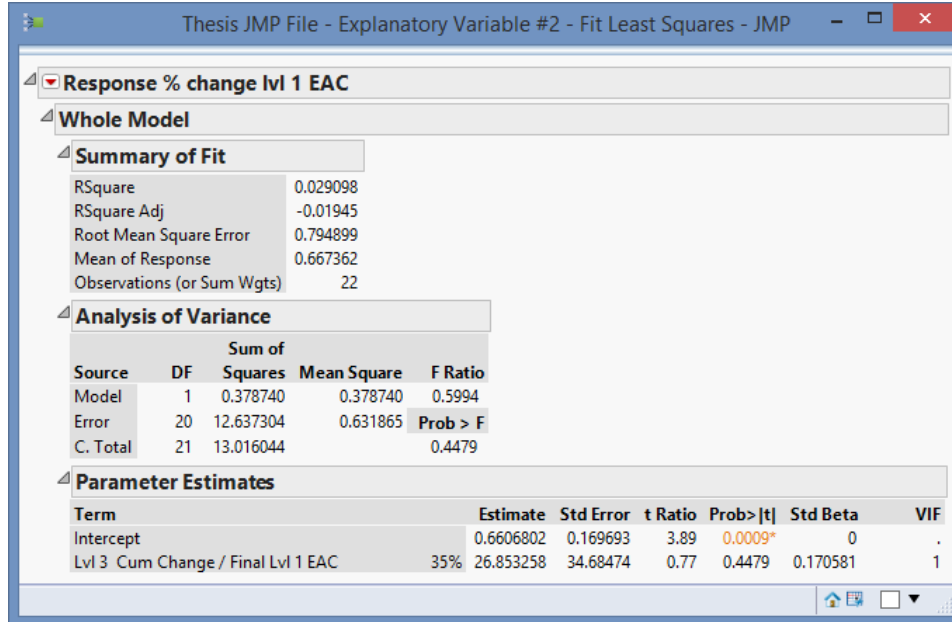 Thesis JMP File - Explanatory Variable #2 - Fit Least Squares - JMP
Response % change lvl 1 EAC
Whole Model
Summary of Fit
RSquare 0.029098
RSquare Adj -0.01945
Root Mean Square Error 0.794899
Mean of Response 0.667362
Observations (or Sum Wgts) 22
Analysis of Variance
Sum of
Source DF Squares Mean Square F Ratio
Model 1 0.378740 0.378740 0.5994
Error 20 12.637304 0.631865 Prob > F
C. Total 21 13.016044 0.4479
Parameter Estimates
Term Estimate Std Error t Ratio Prob>|t| Std Beta VIF
Intercept 0.6606802 0.169693 3.89 0.0009* 0 .
Lvl 3 Cum Change / Final Lvl 1 EAC 35% 26.853258 34.68474 0.77 0.4479 0.170581 1